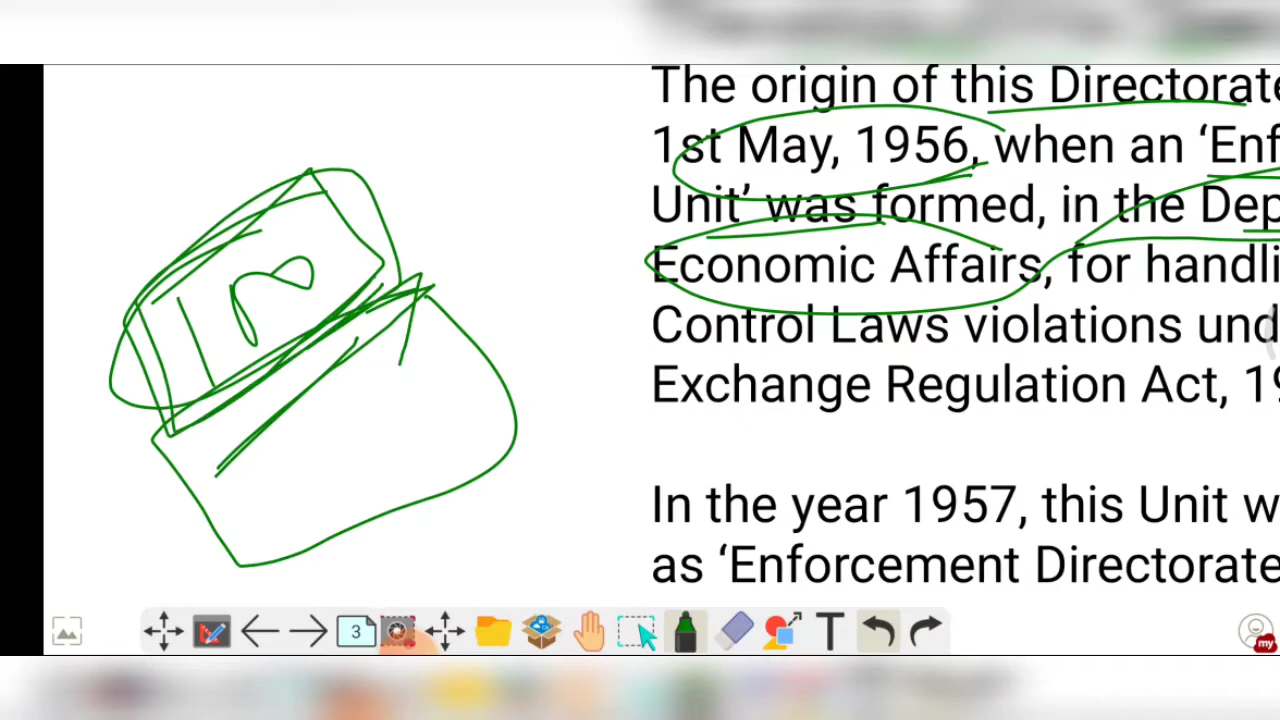 The origin of this Directorate
1st May, 1956, when an ‘Enf
Unit’ was formed, in the Dep
Economic Affairs, for handli
Control Laws violations und
Exchange Regulation Act, 19
In the year 1957, this Unit w
as ‘Enforcement Directorate
3
T
my